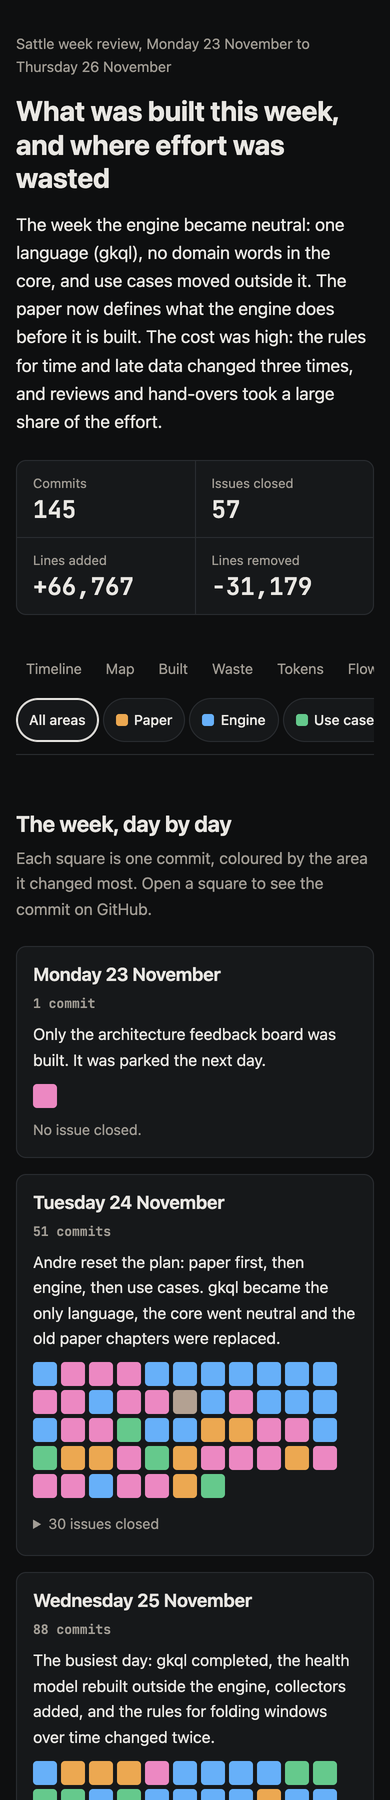 Sattle week review, Monday 23 November to
Thursday 26 November
What was built this week,
and where effort was
wasted
The week the engine became neutral: one
language (gkql), no domain words in the
core, and use cases moved outside it. The
paper now defines what the engine does
before it is built. The cost was high: the rules
for time and late data changed three times,
and reviews and hand-overs took a large
share of the effort.
Commits
145
Issues closed
57
Lines added
+66,767
Lines removed
-31,179
Timeline Map Built Waste Tokens Flow
All areas Paper Engine Use case
The week, day by day
Each square is one commit, coloured by the area
it changed most. Open a square to see the
commit on GitHub.
Monday 23 November
1 commit
Only the architecture feedback board was
built. It was parked the next day.
No issue closed.
Tuesday 24 November
51 commits
Andre reset the plan: paper first, then
engine, then use cases. gkql became the
only language, the core went neutral and the
old paper chapters were replaced.
30 issues closed
Wednesday 25 November
88 commits
The busiest day: gkql completed, the health
model rebuilt outside the engine, collectors
added, and the rules for folding windows
over time changed twice.